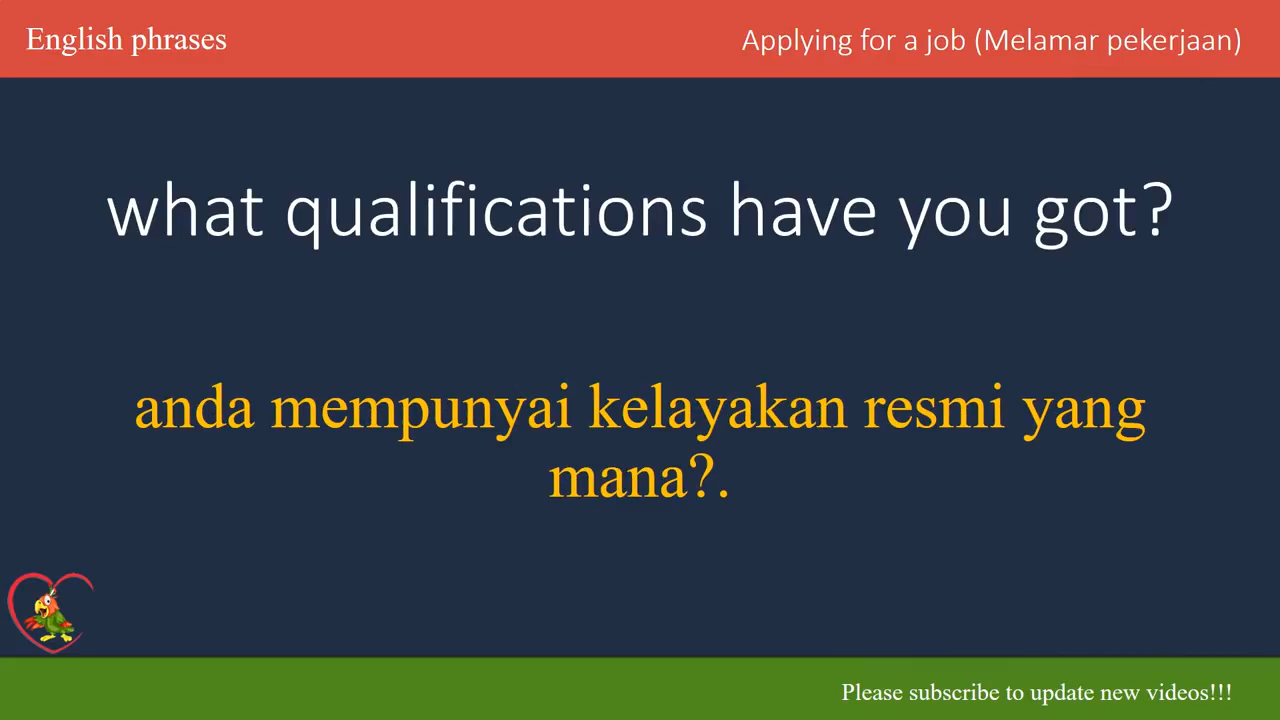 English phrases
Applying for a job (Melamar pekerjaan)
what qualifications have you got?
anda mempunyai kelayakan resmi yang
mana?.
Please subscribe to update new videos!!!